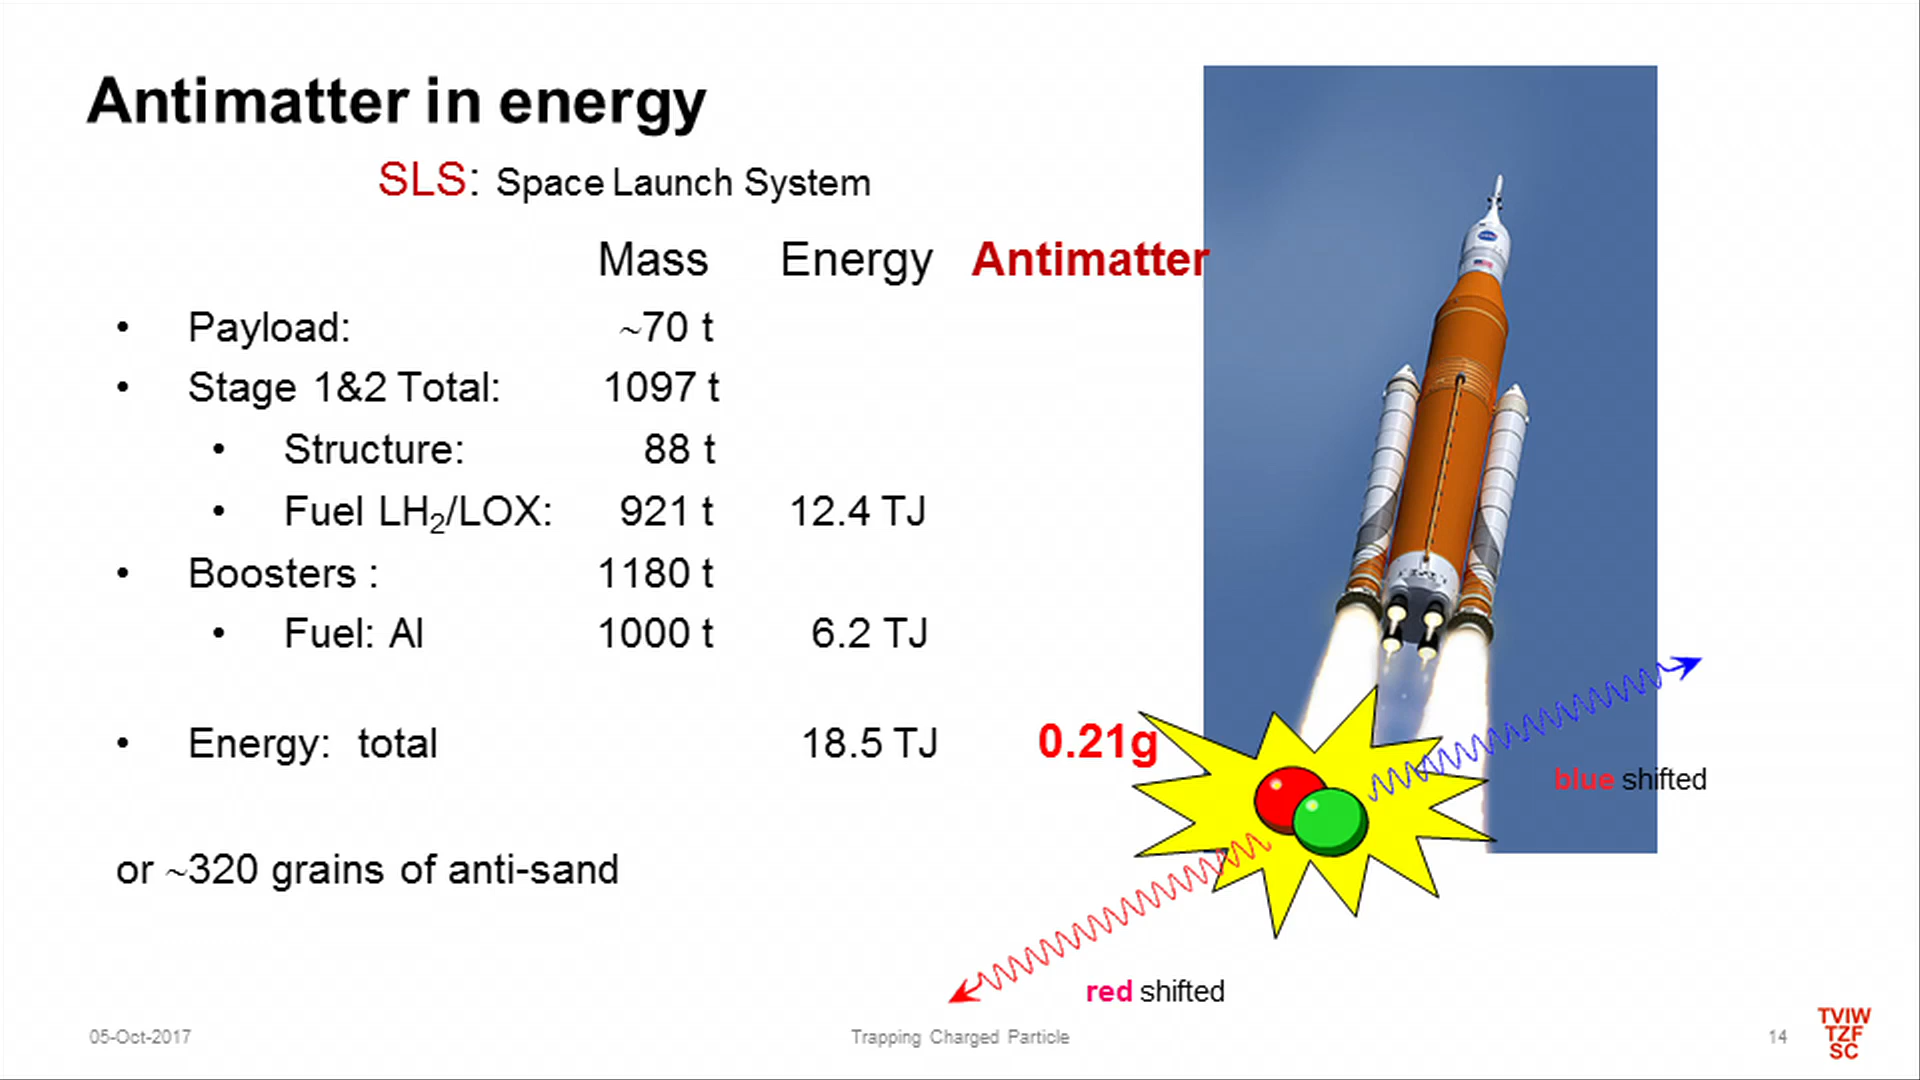 Antimatter in energy
SLS: Space Launch System
Mass Energy Antimatter
• Payload: ~70 t
• Stage 1&2 Total: 1097 t
• Structure: 88 t
• Fuel LH₂/LOX: 921 t 12.4 TJ
• Boosters : 1180 t
• Fuel: Al 1000 t 6.2 TJ
• Energy: total 18.5 TJ 0.21g
blue shifted
or ~320 grains of anti-sand
red shifted
05-Oct-2017 Trapping Charged Particle 14
TVIW
TZF
SC